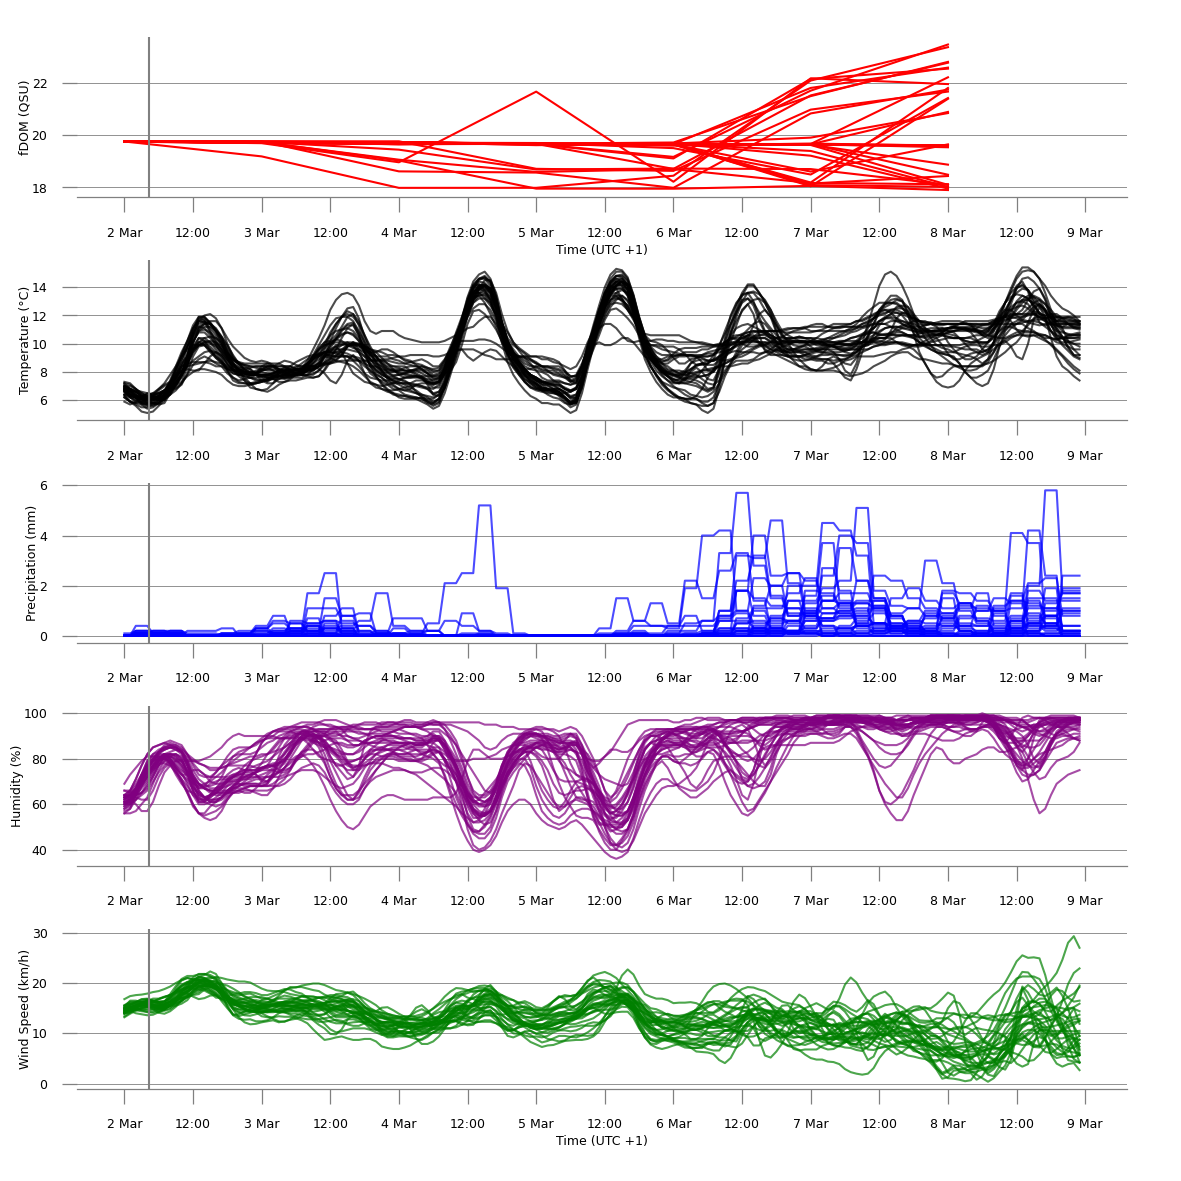 fDOM (QSU)
22
20
18
2 Mar 12:00 3 Mar 12:00 4 Mar 12:00 5 Mar 12:00 6 Mar 12:00 7 Mar 12:00 8 Mar 12:00 9 Mar
Time (UTC +1)
Temperature (°C)
14
12
10
8
6
2 Mar 12:00 3 Mar 12:00 4 Mar 12:00 5 Mar 12:00 6 Mar 12:00 7 Mar 12:00 8 Mar 12:00 9 Mar
Precipitation (mm)
6
4
2
0
2 Mar 12:00 3 Mar 12:00 4 Mar 12:00 5 Mar 12:00 6 Mar 12:00 7 Mar 12:00 8 Mar 12:00 9 Mar
Humidity (%)
100
80
60
40
2 Mar 12:00 3 Mar 12:00 4 Mar 12:00 5 Mar 12:00 6 Mar 12:00 7 Mar 12:00 8 Mar 12:00 9 Mar
Wind Speed (km/h)
30
20
10
0
2 Mar 12:00 3 Mar 12:00 4 Mar 12:00 5 Mar 12:00 6 Mar 12:00 7 Mar 12:00 8 Mar 12:00 9 Mar
Time (UTC +1)